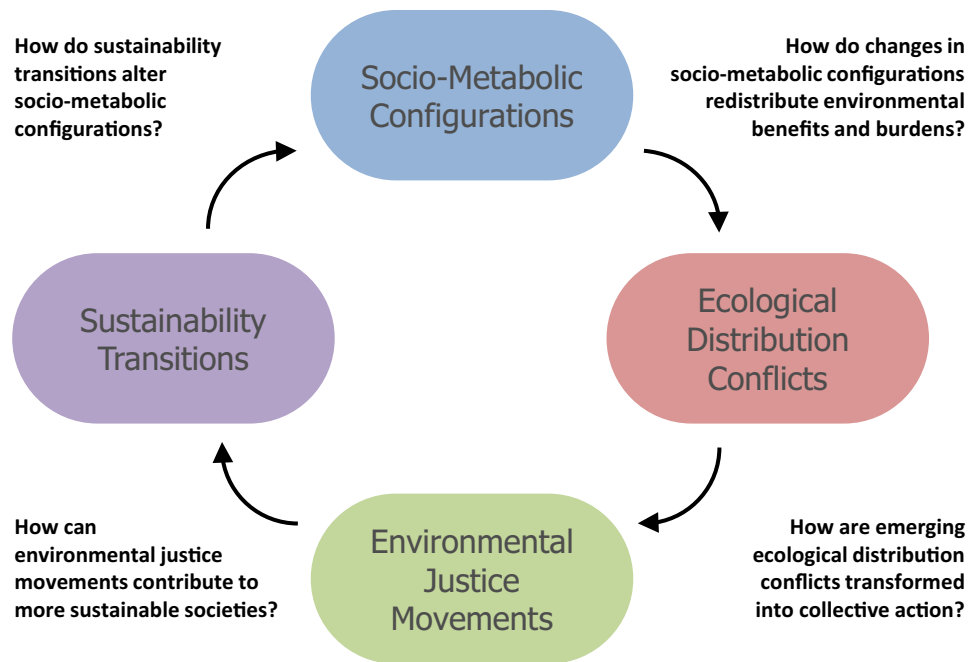 How do sustainability
transitions alter
socio-metabolic
configurations?
Socio-Metabolic
Configurations
How do changes in
socio-metabolic configurations
redistribute environmental
benefits and burdens?
Sustainability
Transitions
Ecological
Distribution
Conflicts
How can
environmental justice
movements contribute to
more sustainable societies?
Environmental
Justice
Movements
How are emerging
ecological distribution
conflicts transformed
into collective action?